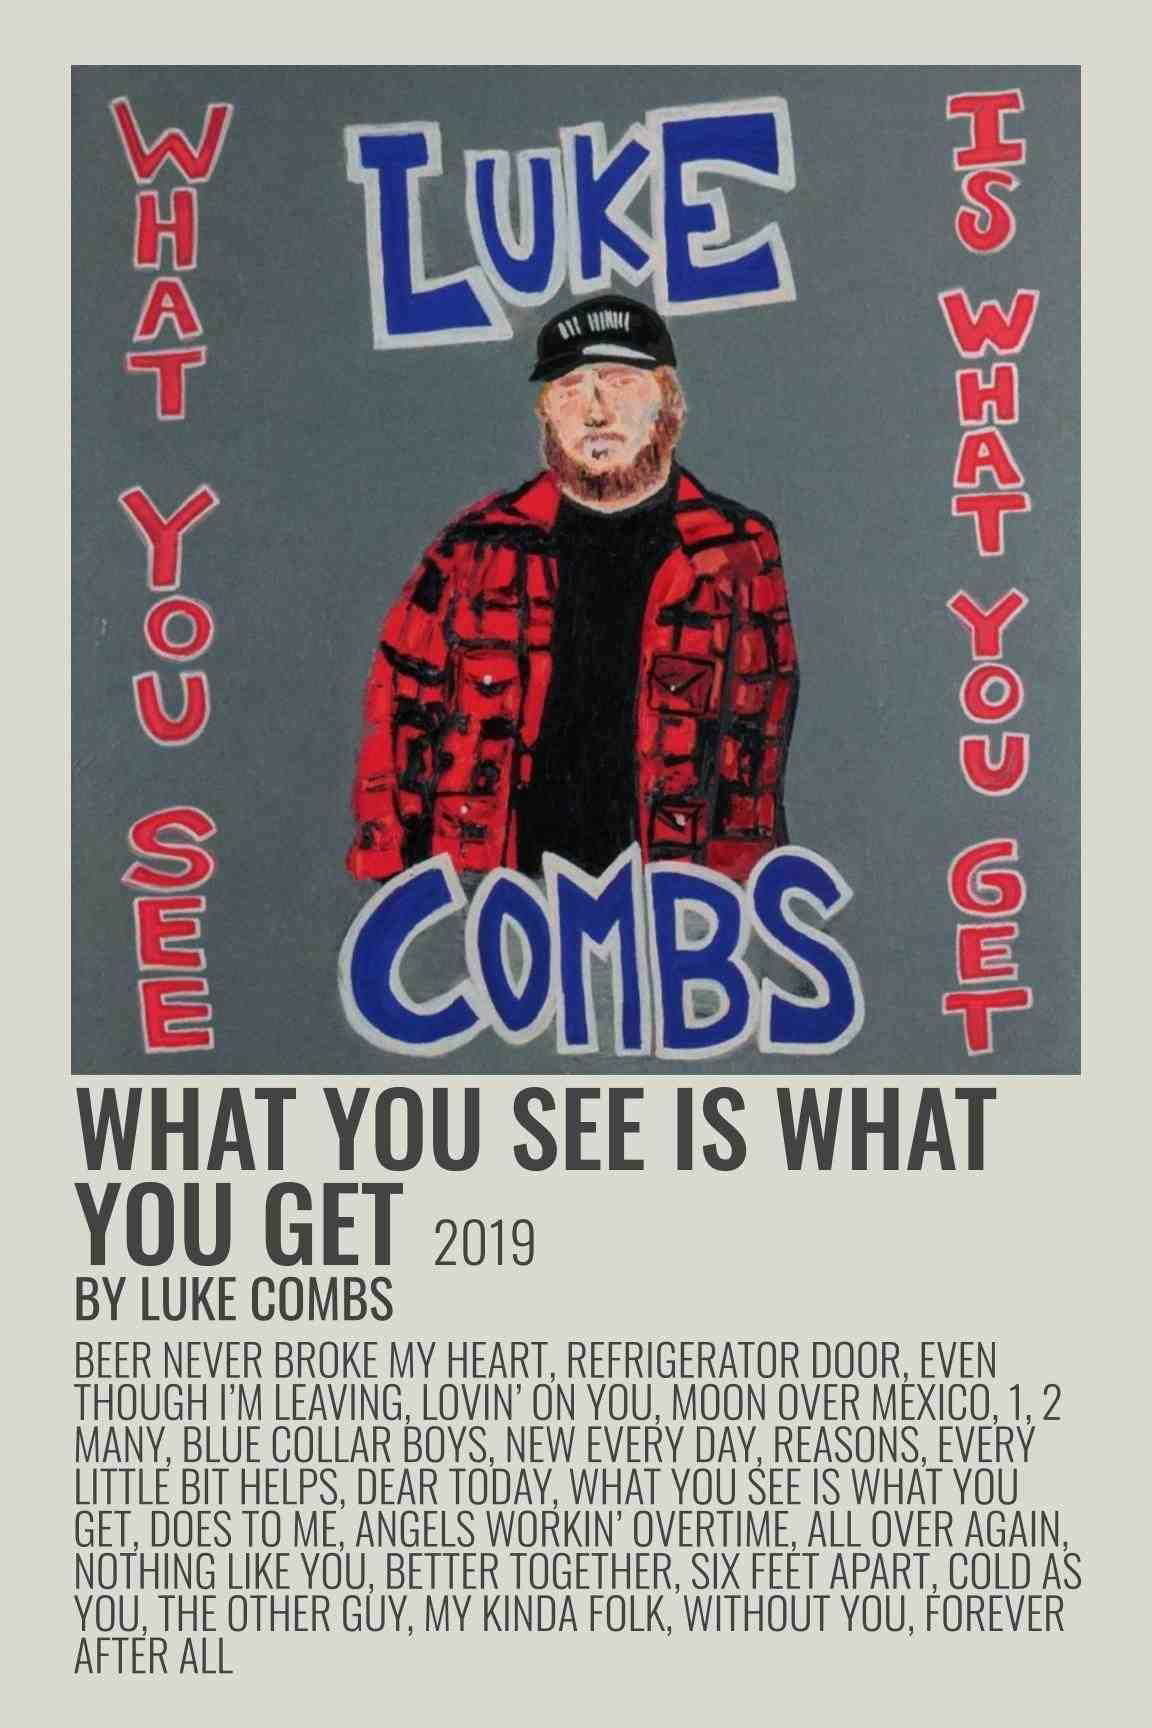 WHAT YOU SEE
LUKE
COMBS
IS WHAT YOU GET
WHAT YOU SEE IS WHAT
YOU GET 2019
BY LUKE COMBS
BEER NEVER BROKE MY HEART, REFRIGERATOR DOOR, EVEN
THOUGH I'M LEAVING, LOVIN' ON YOU, MOON OVER MEXICO, 1, 2
MANY, BLUE COLLAR BOYS, NEW EVERY DAY, REASONS, EVERY
LITTLE BIT HELPS, DEAR TODAY, WHAT YOU SEE IS WHAT YOU
GET, DOES TO ME, ANGELS WORKIN' OVERTIME, ALL OVER AGAIN,
NOTHING LIKE YOU, BETTER TOGETHER, SIX FEET APART, COLD AS
YOU, THE OTHER GUY, MY KINDA FOLK, WITHOUT YOU, FOREVER
AFTER ALL